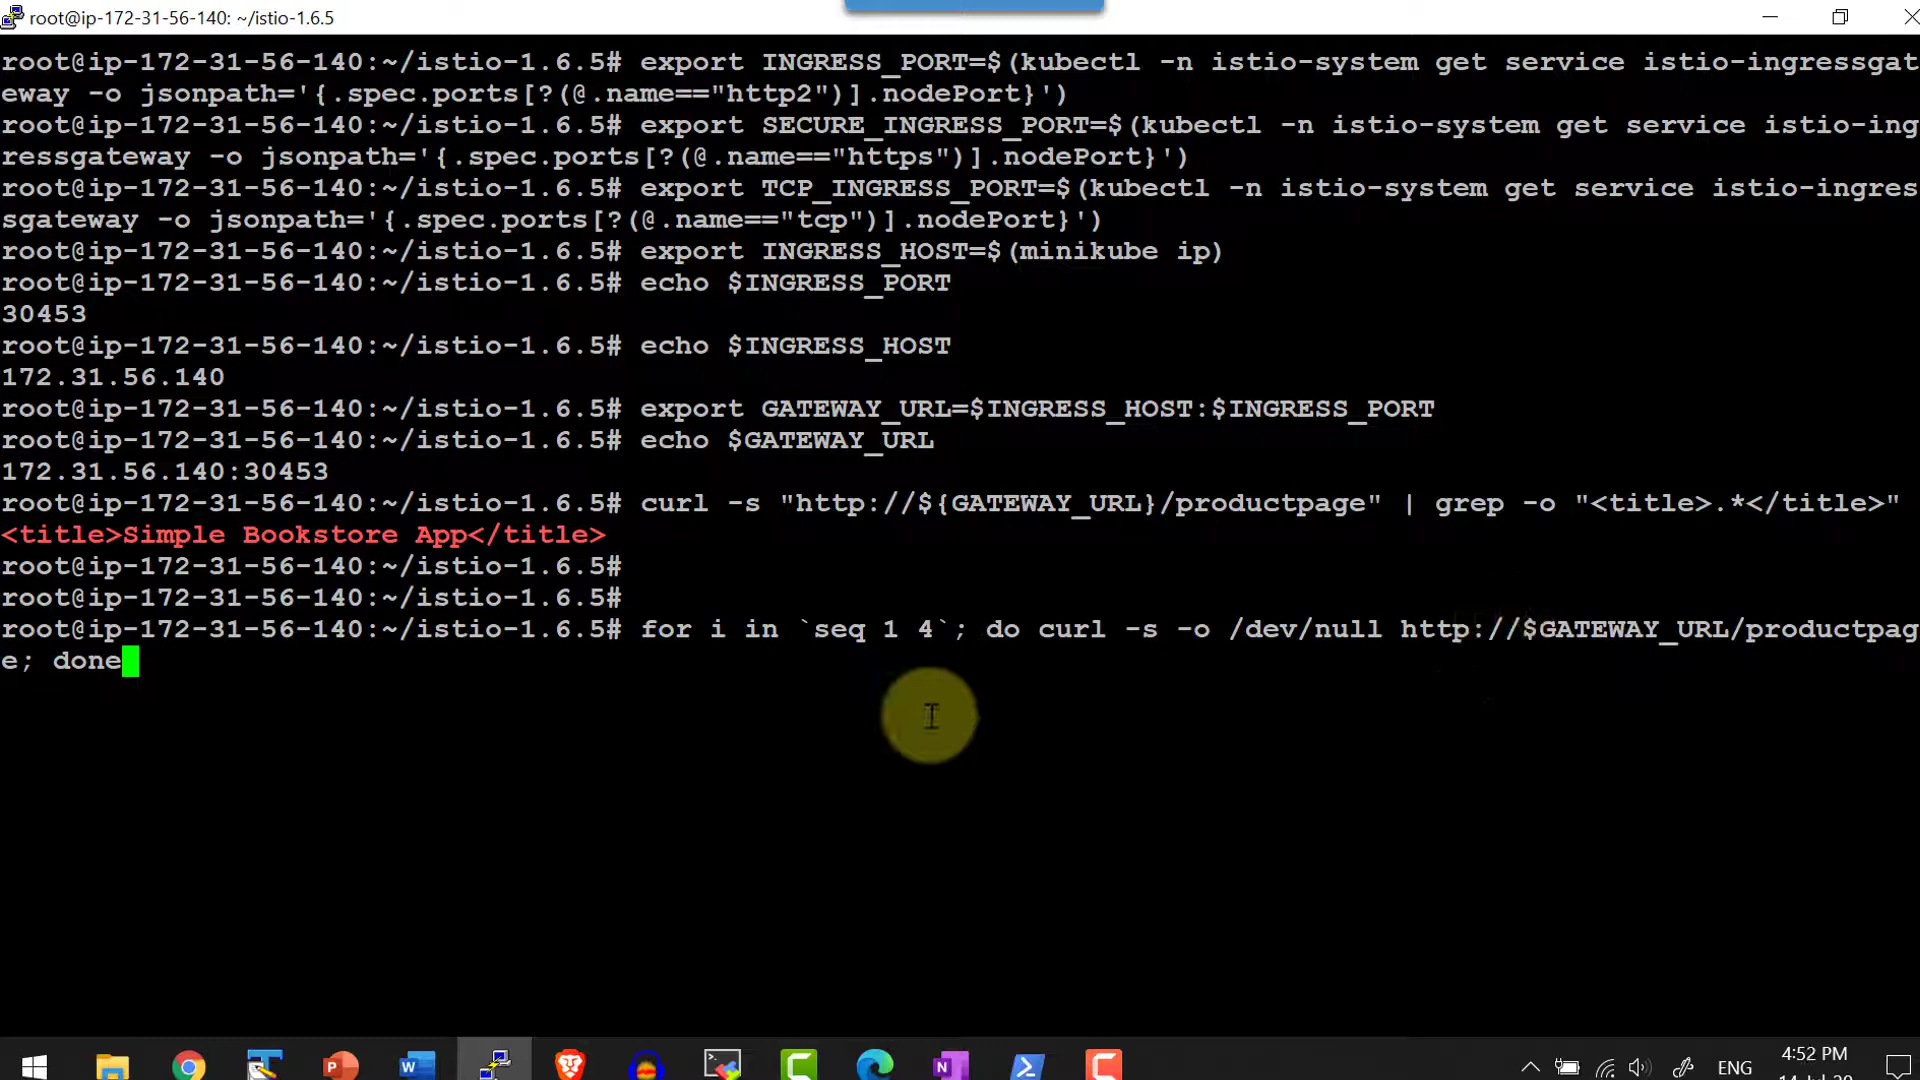 root@ip-172-31-56-140: ~/istio-1.6.5
root@ip-172-31-56-140:~/istio-1.6.5# export INGRESS_PORT=$(kubectl -n istio-system get service istio-ingressgat
eway -o jsonpath='{.spec.ports[?(@.name=="http2")].nodePort}')
root@ip-172-31-56-140:~/istio-1.6.5# export SECURE_INGRESS_PORT=$(kubectl -n istio-system get service istio-ing
ressgateway -o jsonpath='{.spec.ports[?(@.name=="https")].nodePort}')
root@ip-172-31-56-140:~/istio-1.6.5# export TCP_INGRESS_PORT=$(kubectl -n istio-system get service istio-ingres
sgateway -o jsonpath='{.spec.ports[?(@.name=="tcp")].nodePort}')
root@ip-172-31-56-140:~/istio-1.6.5# export INGRESS_HOST=$(minikube ip)
root@ip-172-31-56-140:~/istio-1.6.5# echo $INGRESS_PORT
30453
root@ip-172-31-56-140:~/istio-1.6.5# echo $INGRESS_HOST
172.31.56.140
root@ip-172-31-56-140:~/istio-1.6.5# export GATEWAY_URL=$INGRESS_HOST:$INGRESS_PORT
root@ip-172-31-56-140:~/istio-1.6.5# echo $GATEWAY_URL
172.31.56.140:30453
root@ip-172-31-56-140:~/istio-1.6.5# curl -s "http://${GATEWAY_URL}/productpage" | grep -o "<title>.*</title>"
<title>Simple Bookstore App</title>
root@ip-172-31-56-140:~/istio-1.6.5#
root@ip-172-31-56-140:~/istio-1.6.5#
root@ip-172-31-56-140:~/istio-1.6.5# for i in `seq 1 4`; do curl -s -o /dev/null http://$GATEWAY_URL/productpag
e; done
ENG
4:52 PM